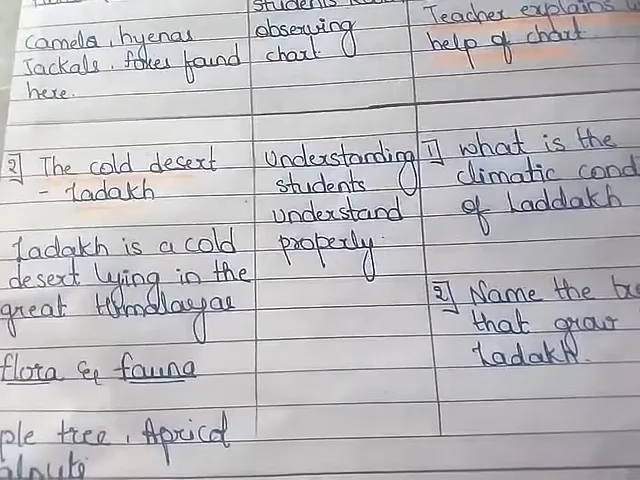 Camels, hyenas
Jackals, foxes found
here.
students
observing
chart.
Teacher explains
help of chart
2] The cold desert
- Ladakh
Ladakh is a cold
desert lying in the
great Himalayas
flora & fauna
ple tree, Apricot
Understanding
students
understand
properly.
1] what is the
climatic cond
of Laddakh
2] Name the tre
that grow
Ladakh.